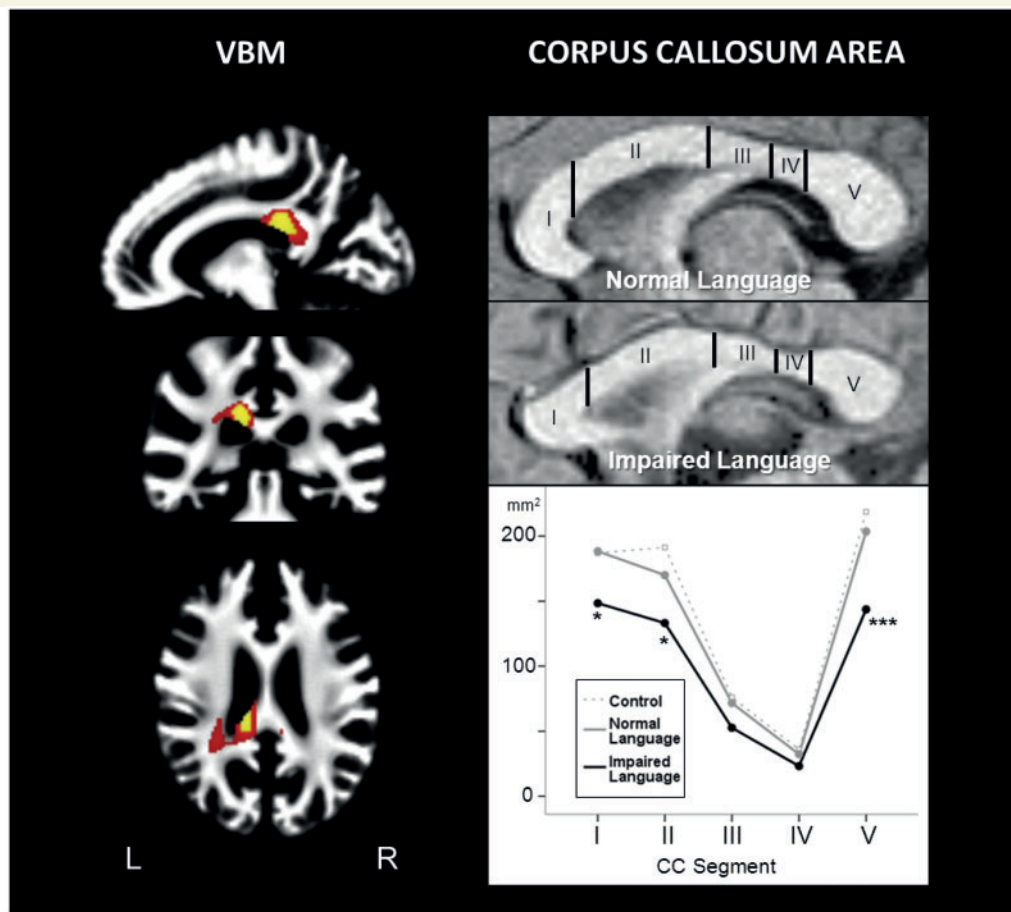 VBM
L R
CORPUS CALLOSUM AREA
I II III IV V
Normal Language
I II III IV V
Impaired Language
mm²
200
100
0
*
*
***
Control
Normal
Language
Impaired
Language
I II III IV V
CC Segment